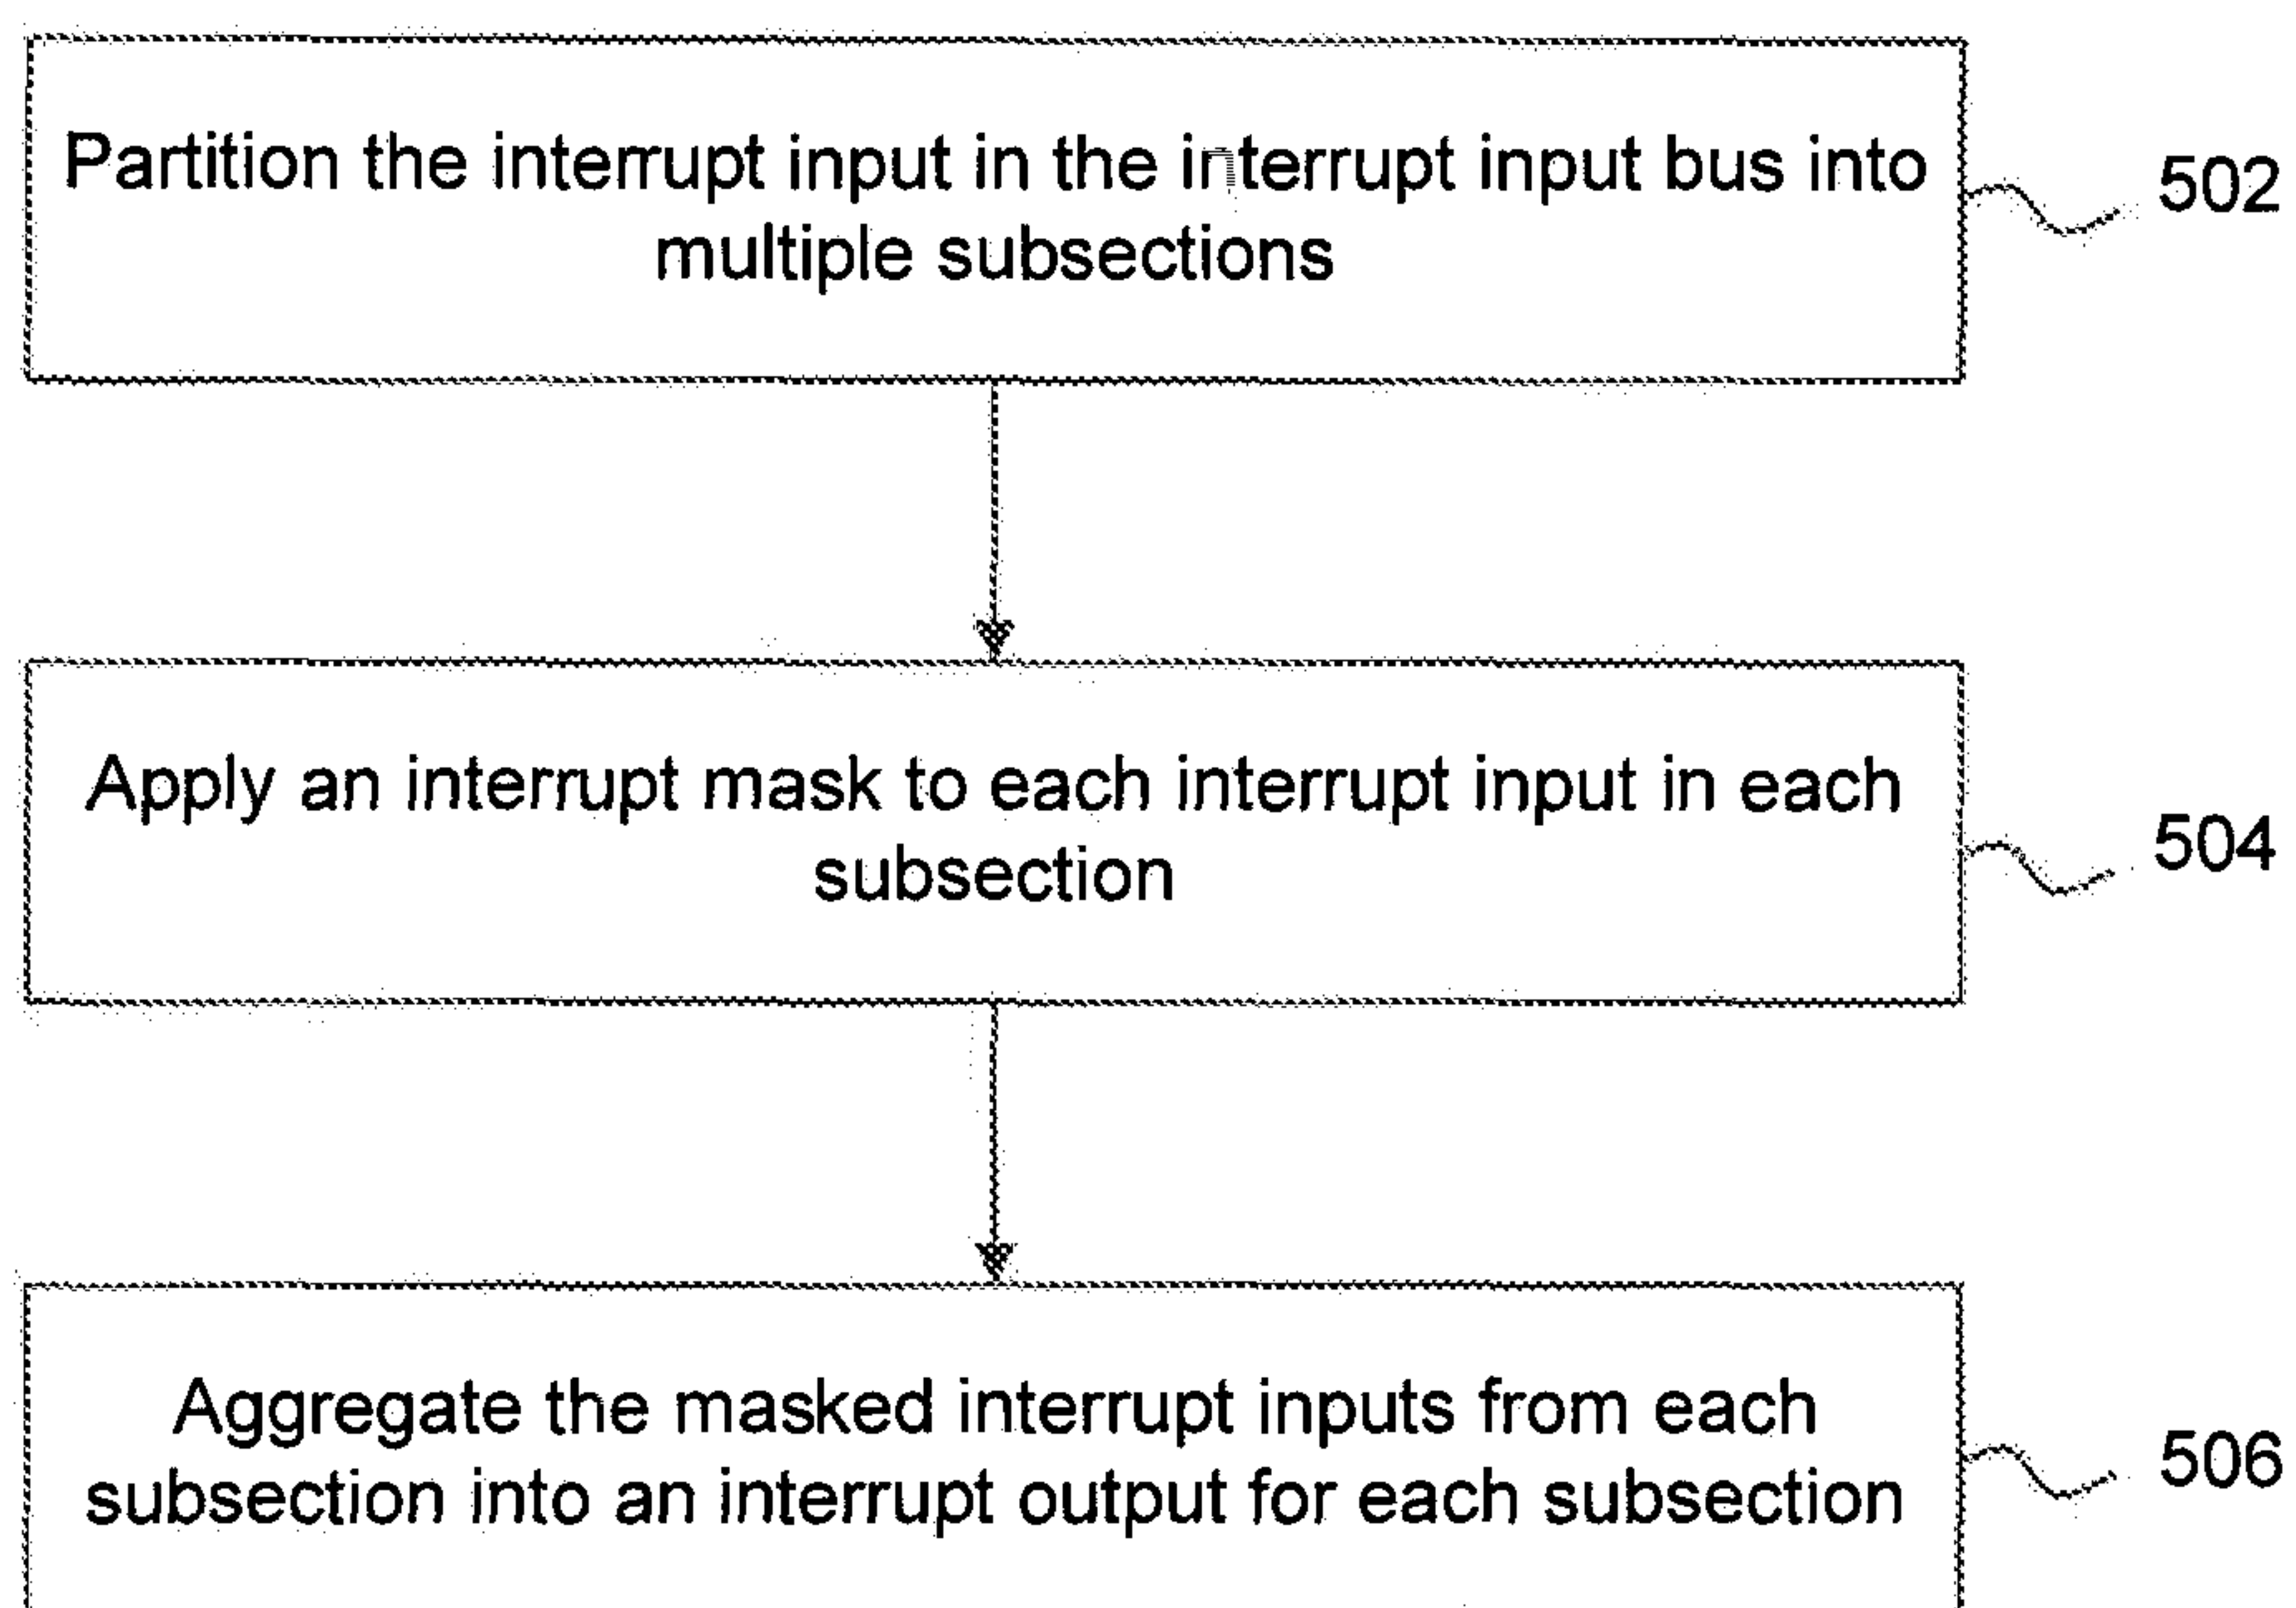 Partition the interrupt input in the interrupt input bus into
multiple subsections
502
Apply an interrupt mask to each interrupt input in each
subsection
504
Aggregate the masked interrupt inputs from each
subsection into an interrupt output for each subsection
506